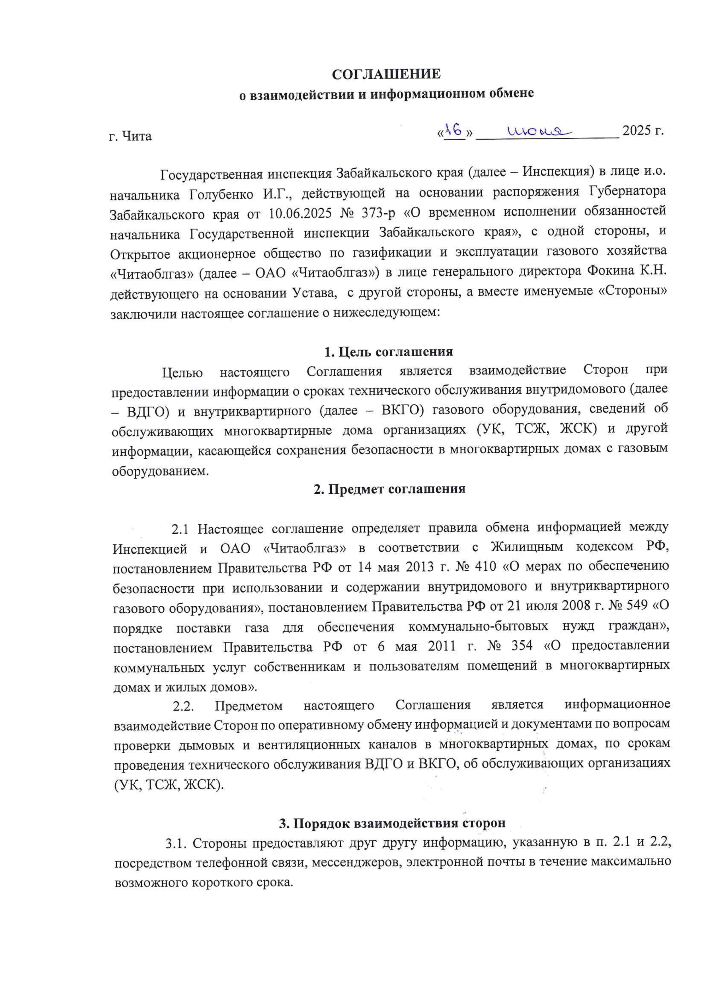 СОГЛАШЕНИЕ
о взаимодействии и информационном обмене
г. Чита «16» июня 2025 г.
Государственная инспекция Забайкальского края (далее – Инспекция) в лице и.о.
начальника Голубенко И.Г., действующей на основании распоряжения Губернатора
Забайкальского края от 10.06.2025 № 373-р «О временном исполнении обязанностей
начальника Государственной инспекции Забайкальского края», с одной стороны, и
Открытое акционерное общество по газификации и эксплуатации газового хозяйства
«Читаоблгаз» (далее – ОАО «Читаоблгаз») в лице генерального директора Фокина К.Н.
действующего на основании Устава, с другой стороны, а вместе именуемые «Стороны»
заключили настоящее соглашение о нижеследующем:
1. Цель соглашения
Целью настоящего Соглашения является взаимодействие Сторон при
предоставлении информации о сроках технического обслуживания внутридомового (далее
– ВДГО) и внутриквартирного (далее – ВКГО) газового оборудования, сведений об
обслуживающих многоквартирные дома организациях (УК, ТСЖ, ЖСК) и другой
информации, касающейся сохранения безопасности в многоквартирных домах с газовым
оборудованием.
2. Предмет соглашения
2.1 Настоящее соглашение определяет правила обмена информацией между
Инспекцией и ОАО «Читаоблгаз» в соответствии с Жилищным кодексом РФ,
постановлением Правительства РФ от 14 мая 2013 г. № 410 «О мерах по обеспечению
безопасности при использовании и содержании внутридомового и внутриквартирного
газового оборудования», постановлением Правительства РФ от 21 июля 2008 г. № 549 «О
порядке поставки газа для обеспечения коммунально-бытовых нужд граждан»,
постановлением Правительства РФ от 6 мая 2011 г. № 354 «О предоставлении
коммунальных услуг собственникам и пользователям помещений в многоквартирных
домах и жилых домов».
2.2. Предметом настоящего Соглашения является информационное
взаимодействие Сторон по оперативному обмену информацией и документами по вопросам
проверки дымовых и вентиляционных каналов в многоквартирных домах, по срокам
проведения технического обслуживания ВДГО и ВКГО, об обслуживающих организациях
(УК, ТСЖ, ЖСК).
3. Порядок взаимодействия сторон
3.1. Стороны предоставляют друг другу информацию, указанную в п. 2.1 и 2.2,
посредством телефонной связи, мессенджеров, электронной почты в течение максимально
возможного короткого срока.